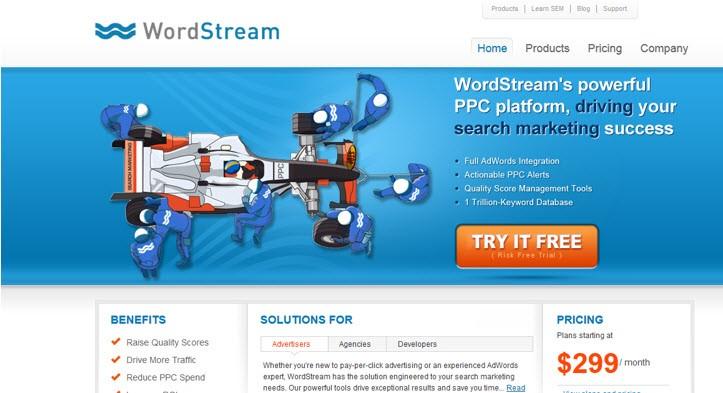 Products | Learn SEM | Blog | Support
WordStream
Home Products Pricing Company
WordStream's powerful
PPC platform, driving your
search marketing success
Full AdWords Integration
Actionable PPC Alerts
Quality Score Management Tools
1 Trillion-Keyword Database
SEARCH MARKETING
PPC
TRY IT FREE
( Risk Free Trial )
BENEFITS
Raise Quality Scores
Drive More Traffic
Reduce PPC Spend
SOLUTIONS FOR
Advertisers Agencies Developers
Whether you're new to pay-per-click advertising or an experienced AdWords
expert, WordStream has the solution engineered to your search marketing
needs. Our powerful tools drive exceptional results and save you time... Read
PRICING
Plans starting at
$299 / month